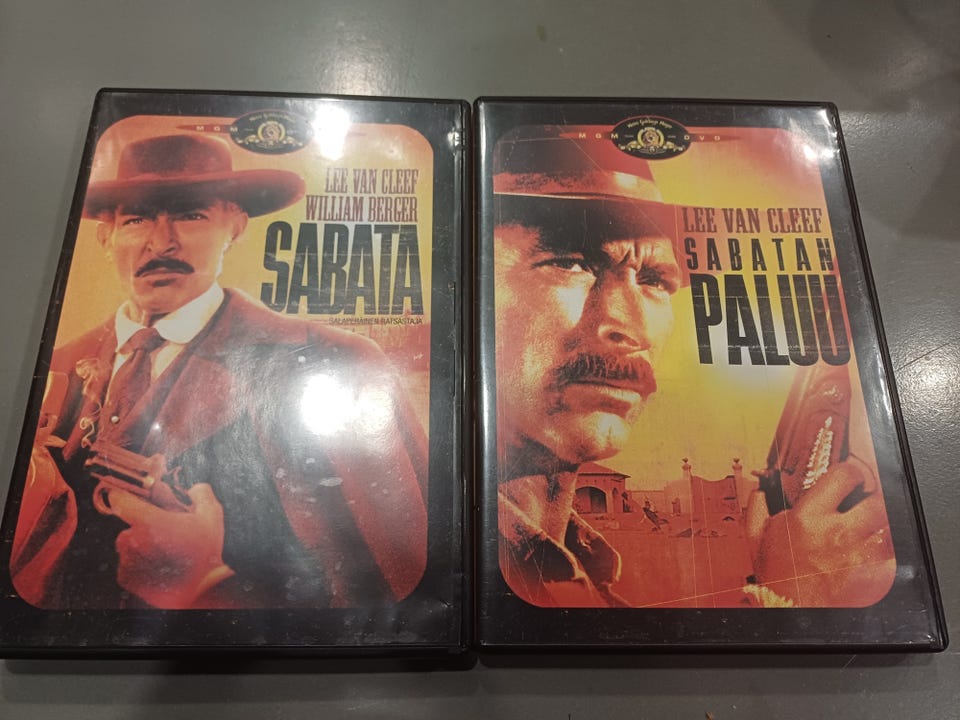 MGM
LEE VAN CLEEF
WILLIAM BERGER
SABATA
SALAPERÄINEN RATSASTAJA
MGM DVD
LEE VAN CLEEF
SABATAN
PALUU